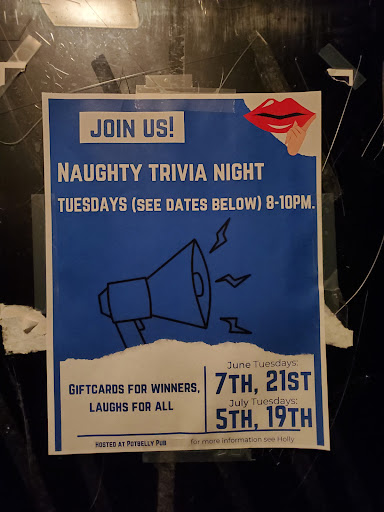 JOIN US!
NAUGHTY TRIVIA NIGHT
TUESDAYS (SEE DATES BELOW) 8-10PM.
GIFTCARDS FOR WINNERS,
LAUGHS FOR ALL
HOSTED AT POTBELLY PUB
June Tuesdays:
7TH, 21ST
July Tuesdays:
5TH, 19TH
for more information see Holly